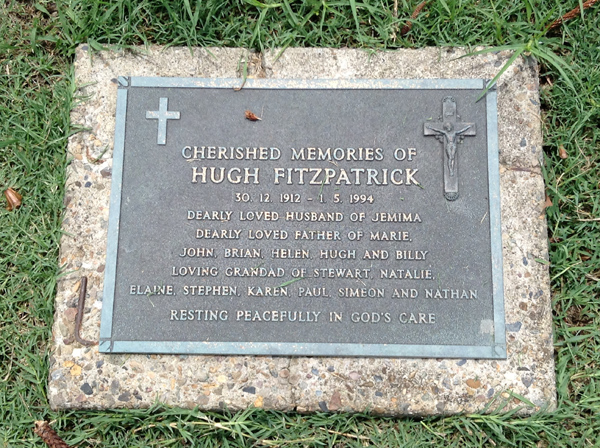 CHERISHED MEMORIES OF
HUGH FITZPATRICK
30. 12. 1912 - 1. 5. 1994
DEARLY LOVED HUSBAND OF JEMIMA
DEARLY LOVED FATHER OF MARIE,
JOHN, BRIAN, HELEN, HUGH AND BILLY
LOVING GRANDAD OF STEWART, NATALIE,
ELAINE, STEPHEN, KAREN, PAUL, SIMEON AND NATHAN
RESTING PEACEFULLY IN GOD'S CARE